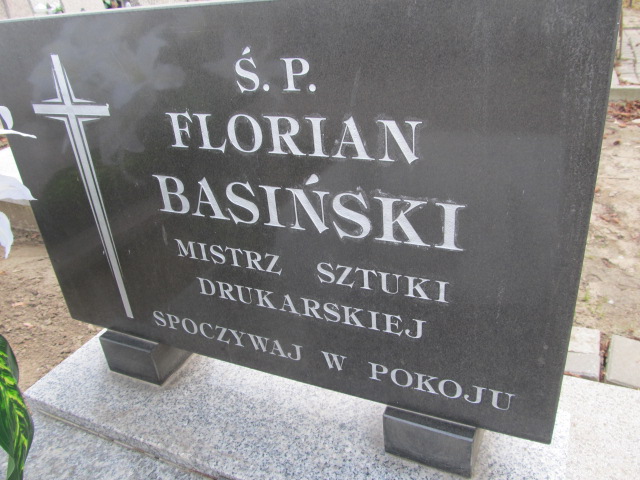 Ś. P.
FLORIAN
BASIŃSKI
MISTRZ SZTUKI
DRUKARSKIEJ
SPOCZYWAJ W POKOJU